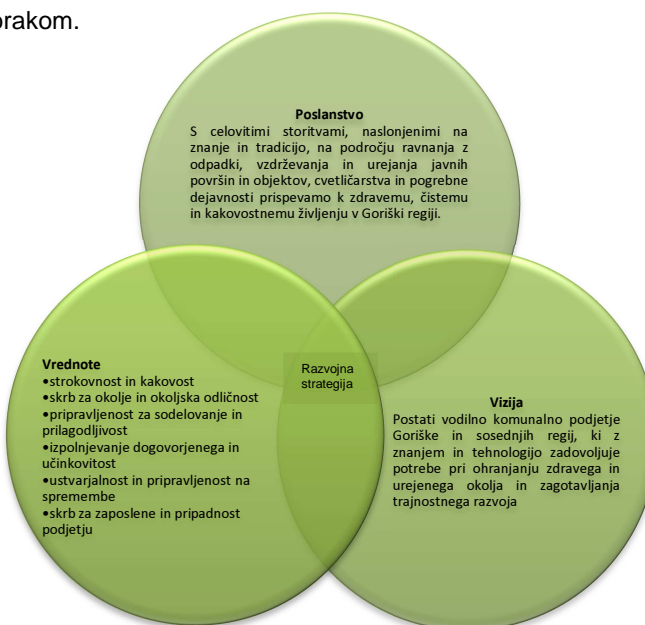 orakom.
Poslanstvo
S celovitimi storitvami, naslonjenimi na
znanje in tradicijo, na področju ravnanja z
odpadki, vzdrževanja in urejanja javnih
površin in objektov, cvetličarstva in pogrebne
dejavnosti prispevamo k zdravemu, čistemu
in kakovostnemu življenju v Goriški regiji.
Vrednote
•strokovnost in kakovost
•skrb za okolje in okoljska odličnost
•pripravljenost za sodelovanje in
prilagodljivost
•izpolnjevanje dogovorjenega in
učinkovitost
•ustvarjalnost in pripravljenost na
spremembe
•skrb za zaposlene in pripadnost
podjetju
Razvojna
strategija
Vizija
Postati vodilno komunalno podjetje
Goriške in sosednjih regij, ki z
znanjem in tehnologijo zadovoljuje
potrebe pri ohranjanju zdravega in
urejenega okolja in zagotavljanja
trajnostnega razvoja